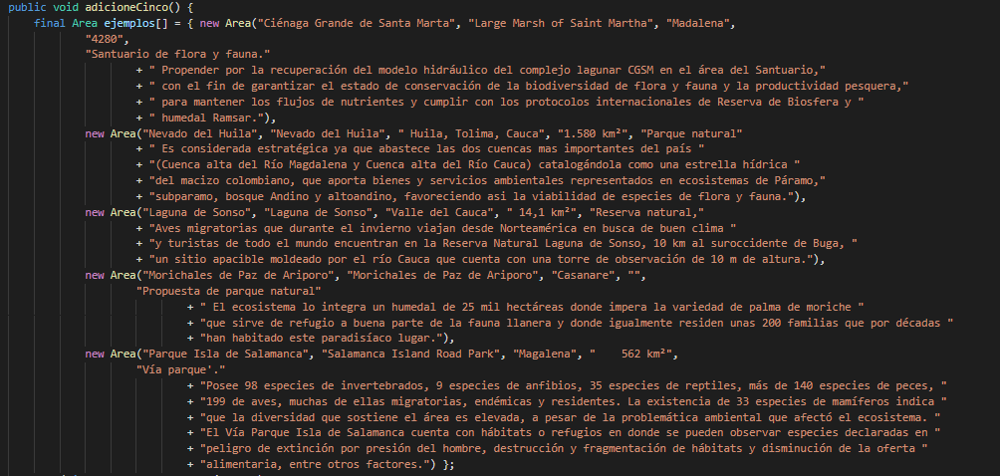 public void adicioneCinco() {
final Area ejemplos[] = { new Area("Ciénaga Grande de Santa Marta", "Large Marsh of Saint Martha", "Madalena",
"4280",
"Santuario de flora y fauna."
+ " Propender por la recuperación del modelo hidráulico del complejo lagunar CGSM en el área del Santuario,"
+ " con el fin de garantizar el estado de conservación de la biodiversidad de flora y fauna y la productividad pesquera,"
+ " para mantener los flujos de nutrientes y cumplir con los protocolos internacionales de Reserva de Biosfera y "
+ " humedal Ramsar."),
new Area("Nevado del Huila", "Nevado del Huila", " Huila, Tolima, Cauca", "1.580 km²", "Parque natural"
+ " Es considerada estratégica ya que abastece las dos cuencas mas importentes del país "
+ "(Cuenca alta del Río Magdalena y Cuenca alta del Río Cauca) catalogándola como una estrella hídrica "
+ "del macizo colombiano, que aporta bienes y servicios ambientales representados en ecosistemas de Páramo,"
+ "subparamo, bosque Andino y altoandino, favoreciendo asi la viabilidad de especies de flora y fauna."),
new Area("Laguna de Sonso", "Laguna de Sonso", "Valle del Cauca", " 14,1 km²", "Reserva natural,"
+ "Aves migratorias que durante el invierno viajan desde Norteamérica en busca de buen clima "
+ "y turistas de todo el mundo encuentran en la Reserva Natural Laguna de Sonso, 10 km al suroccidente de Buga, "
+ "un sitio apacible moldeado por el río Cauca que cuenta con una torre de observación de 10 m de altura."),
new Area("Morichales de Paz de Ariporo", "Morichales de Paz de Ariporo", "Casanare", "",
"Propuesta de parque natural"
+ " El ecosistema lo integra un humedal de 25 mil hectáreas donde impera la variedad de palma de moriche "
+ "que sirve de refugio a buena parte de la fauna llanera y donde igualmente residen unas 200 familias que por décadas "
+ "han habitado este paradisíaco lugar."),
new Area("Parque Isla de Salamanca", "Salamanca Island Road Park", "Magalena", "    562 km²",
"Vía parque'."
+ "Posee 98 especies de invertebrados, 9 especies de anfibios, 35 especies de reptiles, más de 140 especies de peces, "
+ "199 de aves, muchas de ellas migratorias, endémicas y residentes. La existencia de 33 especies de mamíferos indica "
+ "que la diversidad que sostiene el área es elevada, a pesar de la problemática ambiental que afectó el ecosistema. "
+ "El Vía Parque Isla de Salamanca cuenta con hábitats o refugios en donde se pueden observar especies declaradas en "
+ "peligro de extinción por presión del hombre, destrucción y fragmentación de hábitats y disminución de la oferta "
+ "alimentaria, entre otros factores.") };